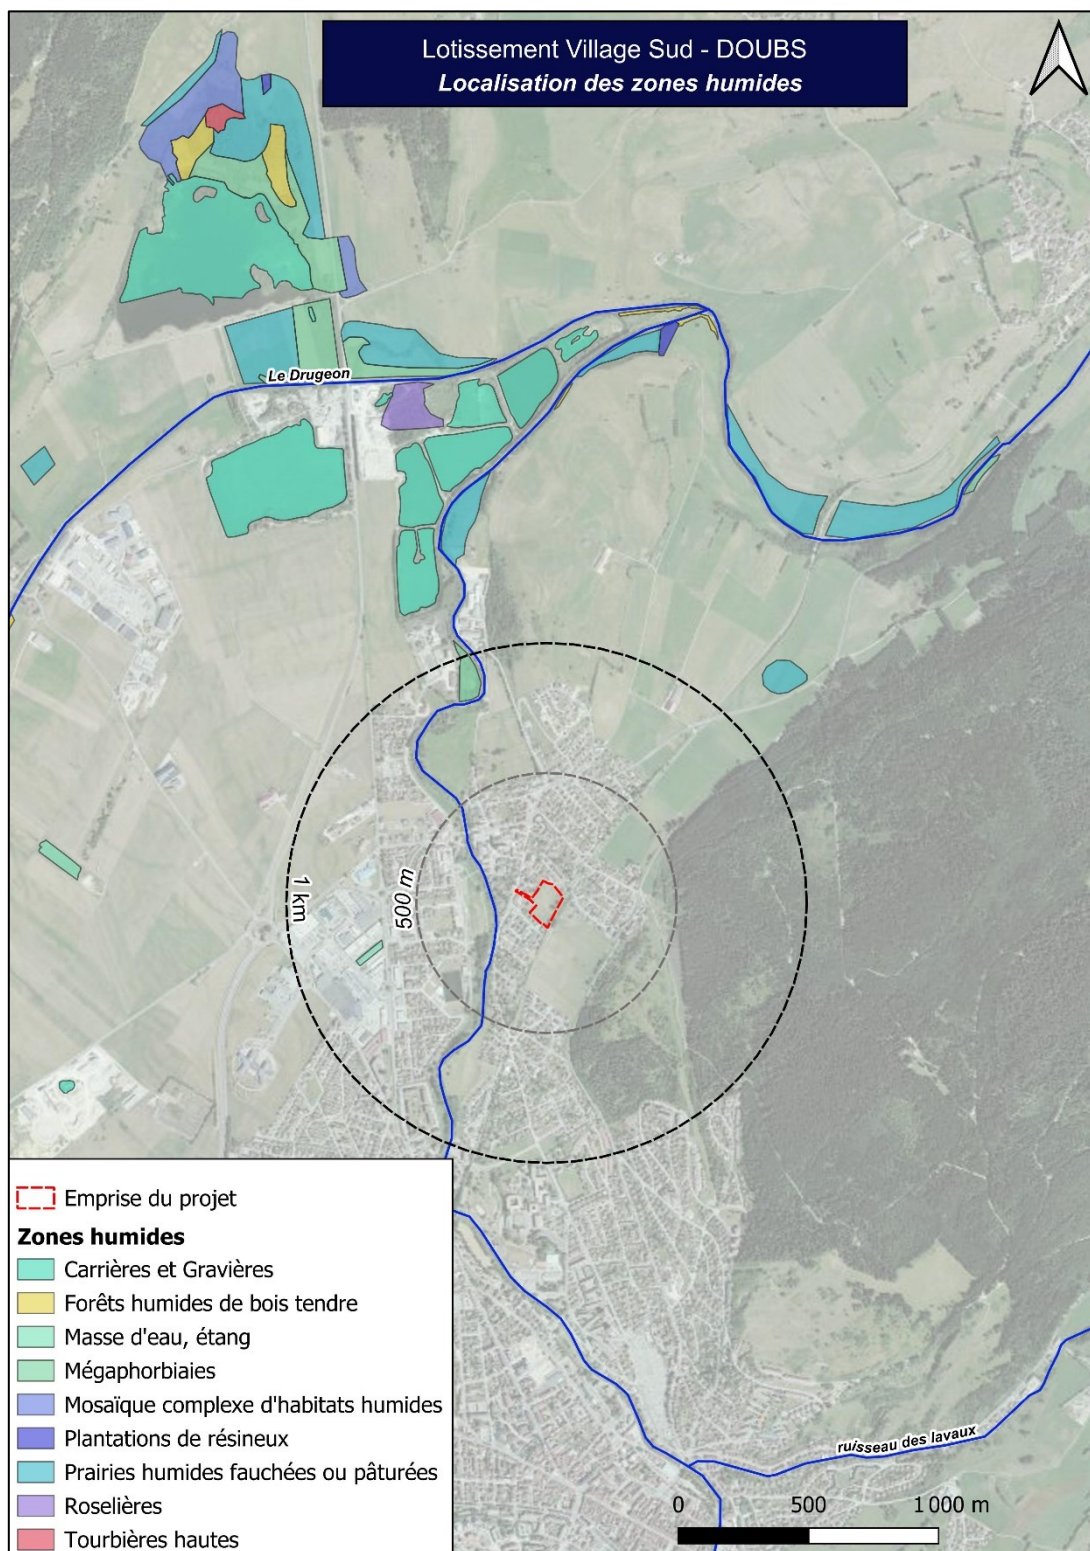 Lotissement Village Sud - DOUBS
Localisation des zones humides
Le Drugeon
1 km
500 m
Emprise du projet
Zones humides
Carrières et Gravières
Forêts humides de bois tendre
Masse d'eau, étang
Mégaphorbiaies
Mosaïque complexe d'habitats humides
Plantations de résineux
Prairies humides fauchées ou pâturées
Roselières
Tourbières hautes
ruisseau des lavaux
0 500 1 000 m